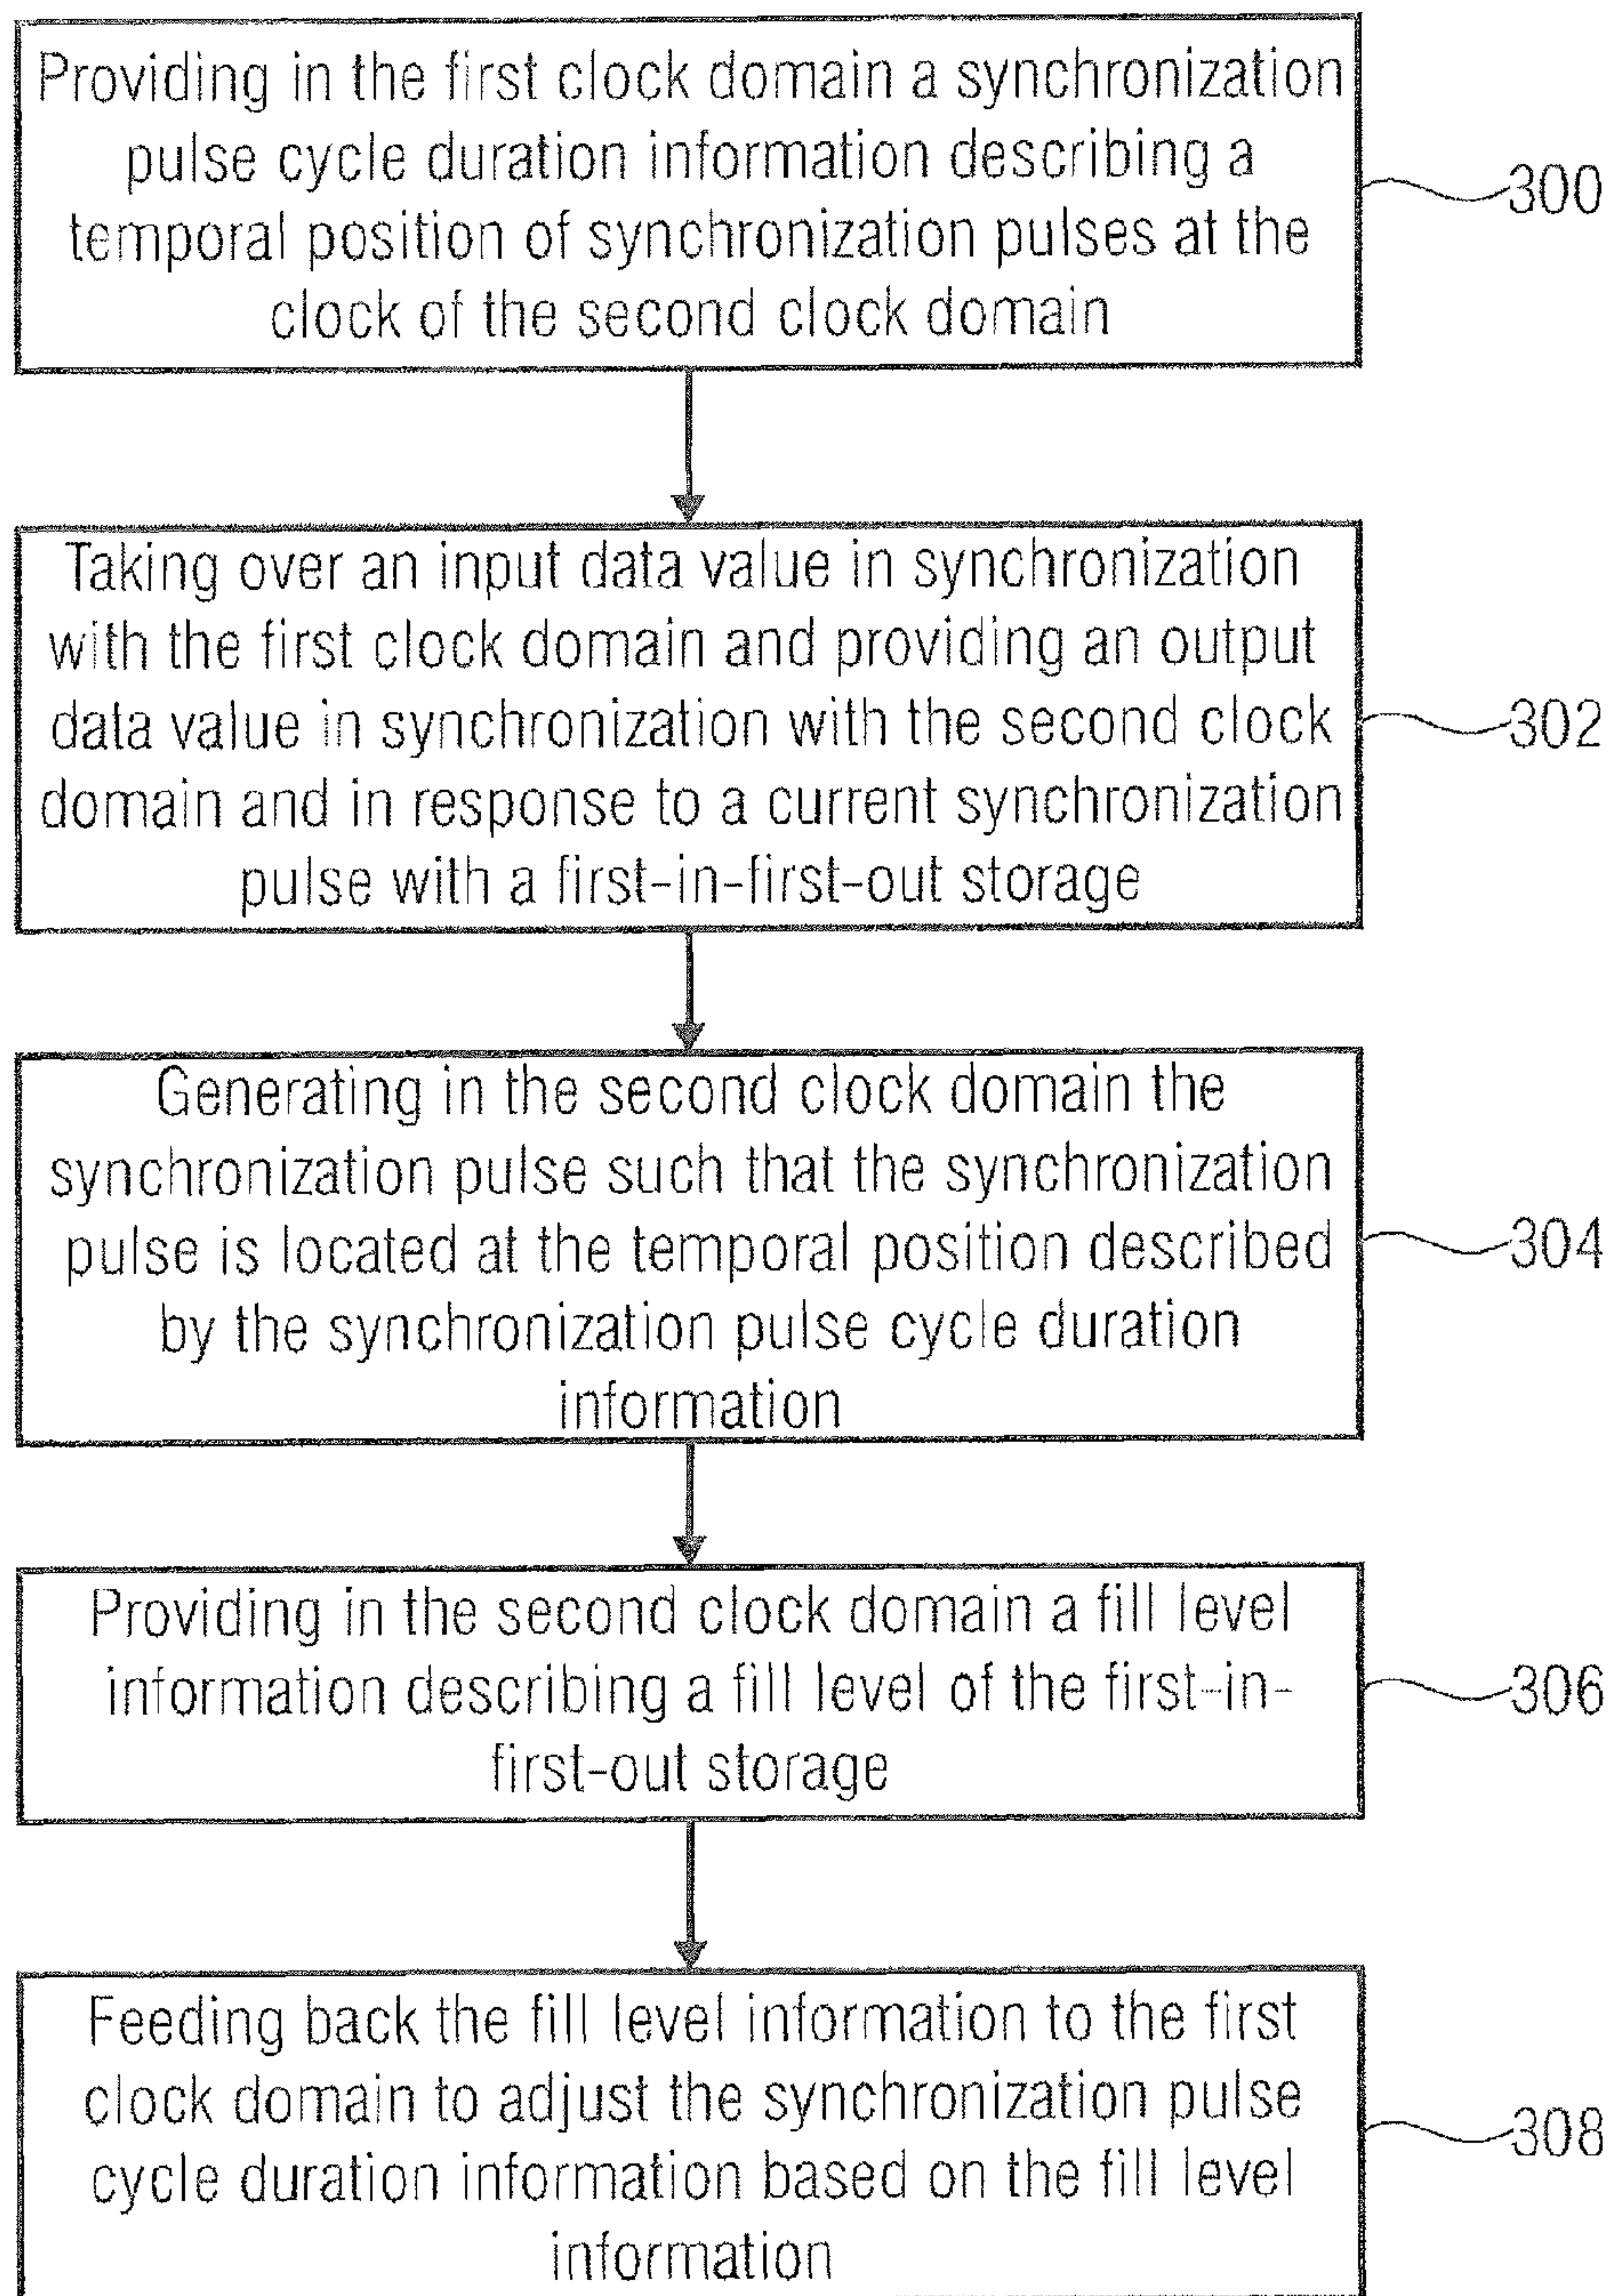 Providing in the first clock domain a synchronization
pulse cycle duration information describing a
temporal position of synchronization pulses at the
clock of the second clock domain
300
Taking over an input data value in synchronization
with the first clock domain and providing an output
data value in synchronization with the second clock
domain and in response to a current synchronization
pulse with a first-in-first-out storage
302
Generating in the second clock domain the
synchronization pulse such that the synchronization
pulse is located at the temporal position described
by the synchronization pulse cycle duration
information
304
Providing in the second clock domain a fill level
information describing a fill level of the first-in-
first-out storage
306
Feeding back the fill level information to the first
clock domain to adjust the synchronization pulse
cycle duration information based on the fill level
information
308